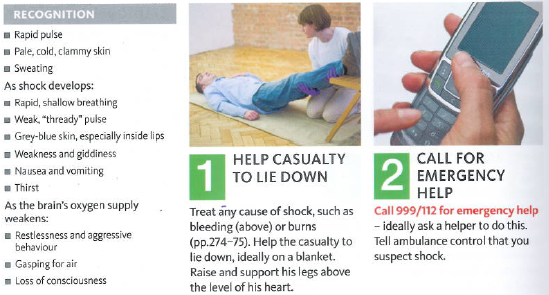 RECOGNITION
Rapid pulse
Pale, cold, clammy skin
Sweating
As shock develops:
Rapid, shallow breathing
Weak, "thready" pulse
Grey-blue skin, especially inside lips
Weakness and giddiness
Nausea and vomiting
Thirst
As the brain's oxygen supply
weakens:
Restlessness and aggressive
behaviour
Gasping for air
Loss of consciousness
1
HELP CASUALTY
TO LIE DOWN
Treat any cause of shock, such as
bleeding (above) or burns
(pp.274–75). Help the casualty to
lie down, ideally on a blanket.
Raise and support his legs above
the level of his heart.
2
CALL FOR
EMERGENCY
HELP
Call 999/112 for emergency help
– ideally ask a helper to do this.
Tell ambulance control that you
suspect shock.